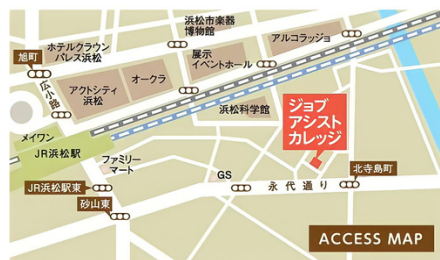 浜松市楽器
博物館
アルコラッジョ
ホテルクラウン
パレス浜松
旭町
展示
イベントホール
オークラ
アクトシティ
浜松
広小路
浜松科学館
ジョブ
アシスト
カレッジ
メイワン
JR浜松駅
ファミリー
マート
北寺島町
GS
永代通り
JR浜松駅東
砂山東
ACCESS MAP